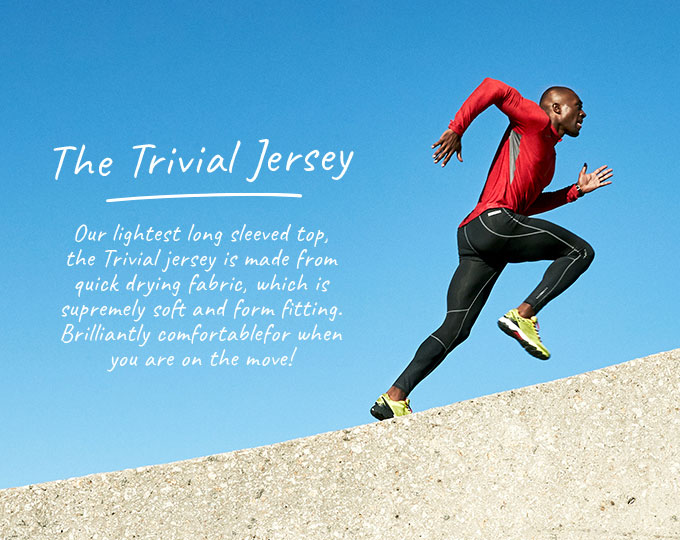 The Trivial Jersey
Our lightest long sleeved top,
the Trivial jersey is made from
quick drying fabric, which is
supremely soft and form fitting.
Brilliantly comfortablefor when
you are on the move!